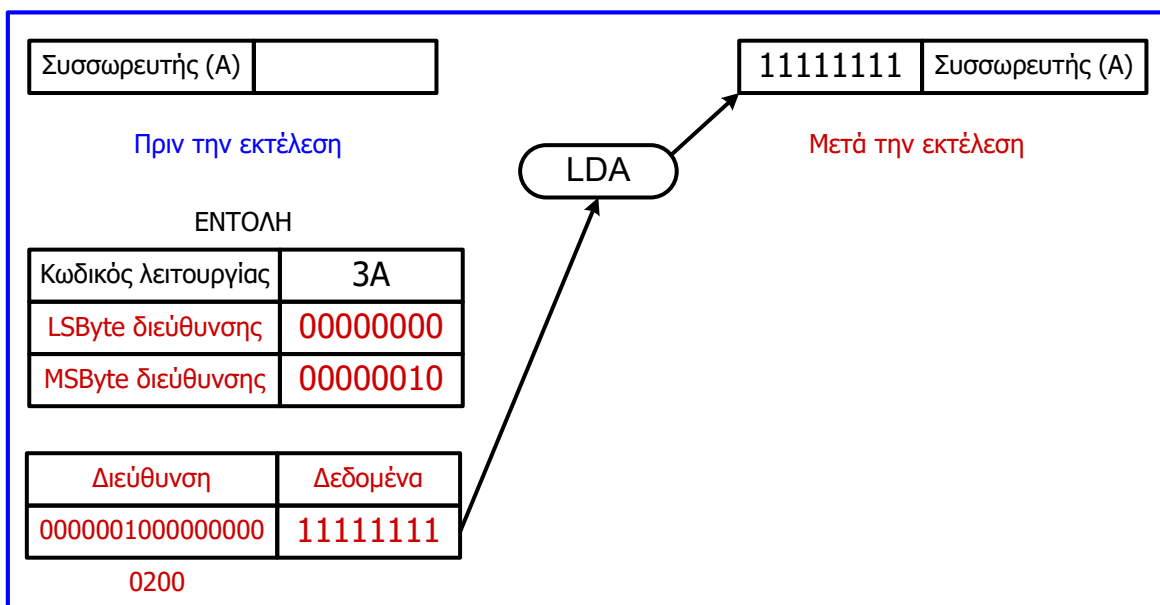 Συσσωρευτής (Α)
11111111 Συσσωρευτής (Α)
Πριν την εκτέλεση
Μετά την εκτέλεση
LDA
ΕΝΤΟΛΗ
Κωδικός λειτουργίας 3A
LSByte διεύθυνσης 00000000
MSByte διεύθυνσης 00000010
Διεύθυνση Δεδομένα
0000001000000000 11111111
0200